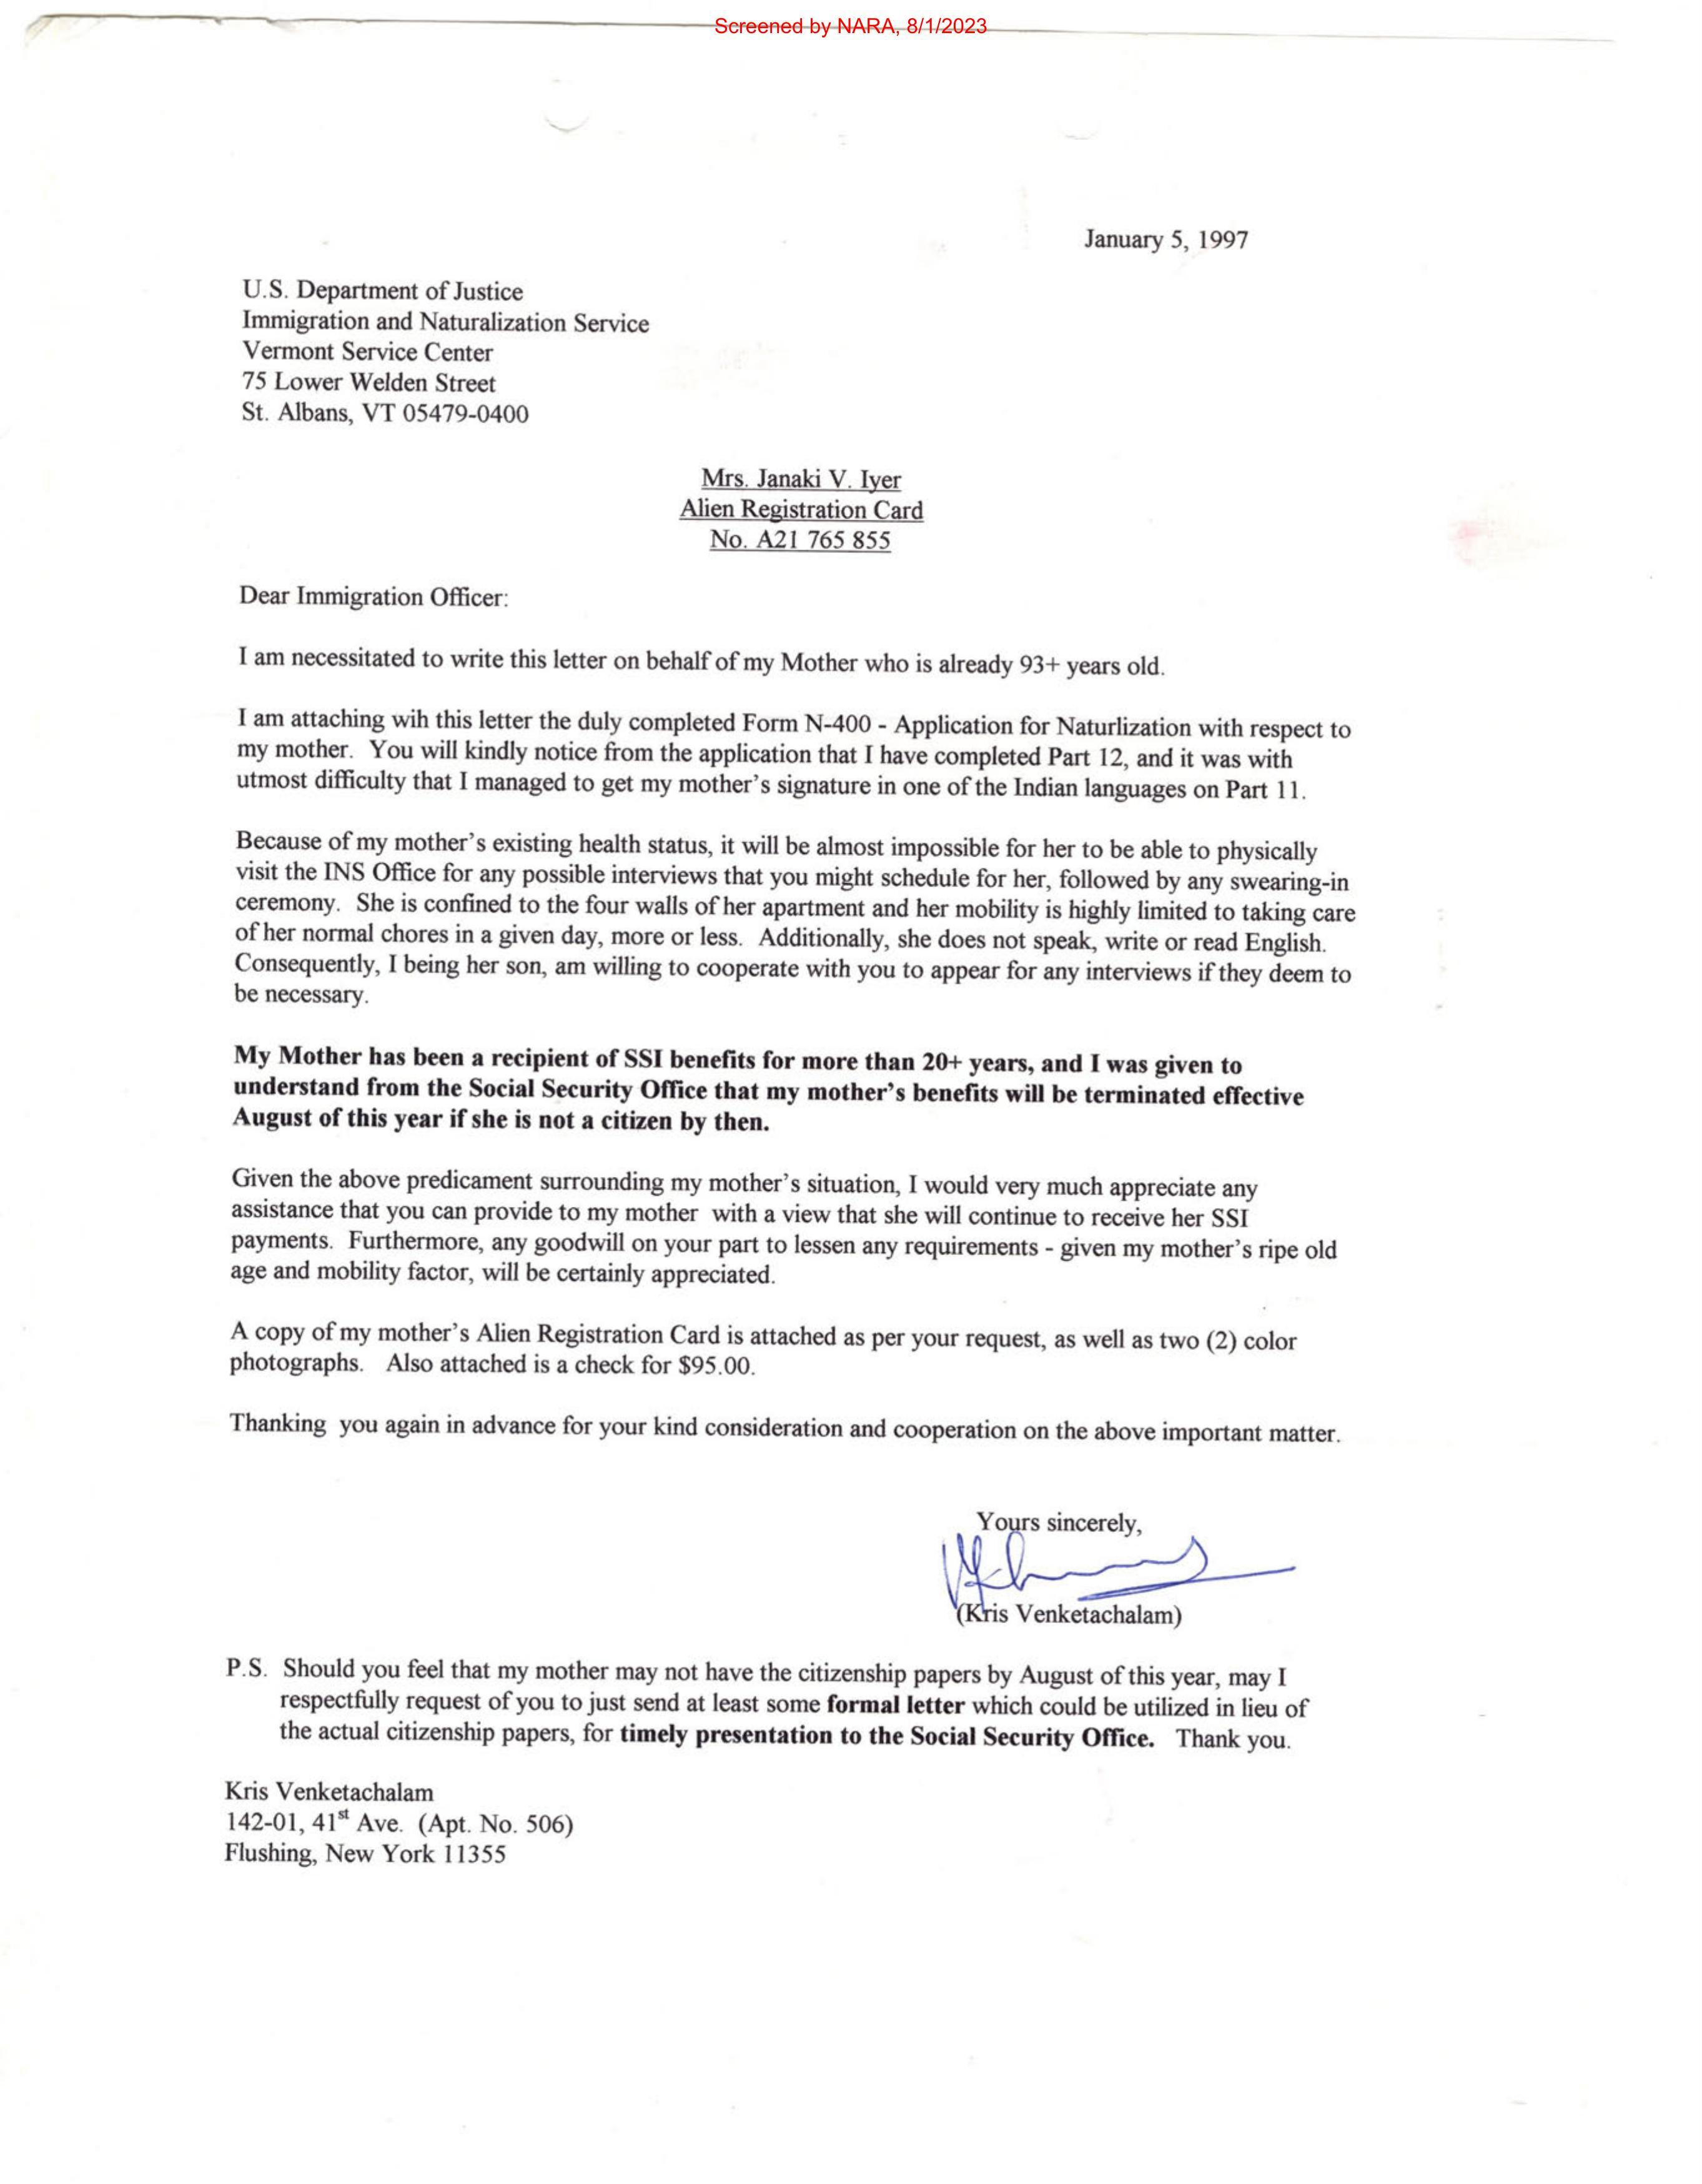 Screened by NARA, 8/1/2023
January 5, 1997
U.S. Department of Justice
Immigration and Naturalization Service
Vermont Service Center
75 Lower Welden Street
St. Albans, VT 05479-0400
Mrs. Janaki V. Iyer
Alien Registration Card
No. A21 765 855
Dear Immigration Officer:
I am necessitated to write this letter on behalf of my Mother who is already 93+ years old.
I am attaching wih this letter the duly completed Form N-400 - Application for Naturlization with respect to
my mother. You will kindly notice from the application that I have completed Part 12, and it was with
utmost difficulty that I managed to get my mother's signature in one of the Indian languages on Part 11.
Because of my mother's existing health status, it will be almost impossible for her to be able to physically
visit the INS Office for any possible interviews that you might schedule for her, followed by any swearing-in
ceremony. She is confined to the four walls of her apartment and her mobility is highly limited to taking care
of her normal chores in a given day, more or less. Additionally, she does not speak, write or read English.
Consequently, I being her son, am willing to cooperate with you to appear for any interviews if they deem to
be necessary.
My Mother has been a recipient of SSI benefits for more than 20+ years, and I was given to
understand from the Social Security Office that my mother's benefits will be terminated effective
August of this year if she is not a citizen by then.
Given the above predicament surrounding my mother's situation, I would very much appreciate any
assistance that you can provide to my mother with a view that she will continue to receive her SSI
payments. Furthermore, any goodwill on your part to lessen any requirements - given my mother's ripe old
age and mobility factor, will be certainly appreciated.
A copy of my mother's Alien Registration Card is attached as per your request, as well as two (2) color
photographs. Also attached is a check for $95.00.
Thanking you again in advance for your kind consideration and cooperation on the above important matter.
Yours sincerely,
(Kris Venketachalam)
P.S. Should you feel that my mother may not have the citizenship papers by August of this year, may I
respectfully request of you to just send at least some formal letter which could be utilized in lieu of
the actual citizenship papers, for timely presentation to the Social Security Office. Thank you.
Kris Venketachalam
142-01, 41st Ave. (Apt. No. 506)
Flushing, New York 11355